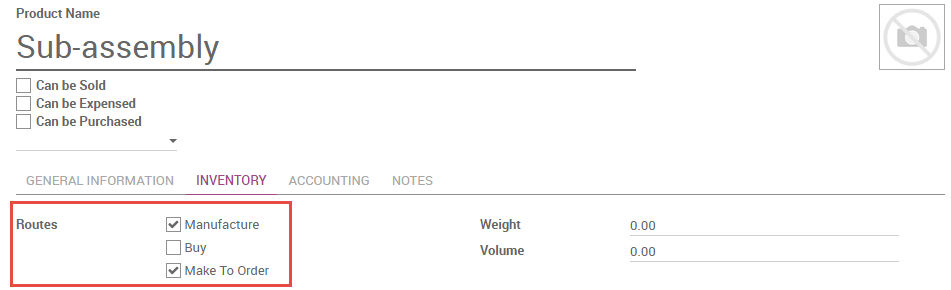 Product Name
Sub-assembly
Can be Sold
Can be Expensed
Can be Purchased
GENERAL INFORMATION INVENTORY ACCOUNTING NOTES
Routes Manufacture Weight 0.00
Buy Volume 0.00
Make To Order